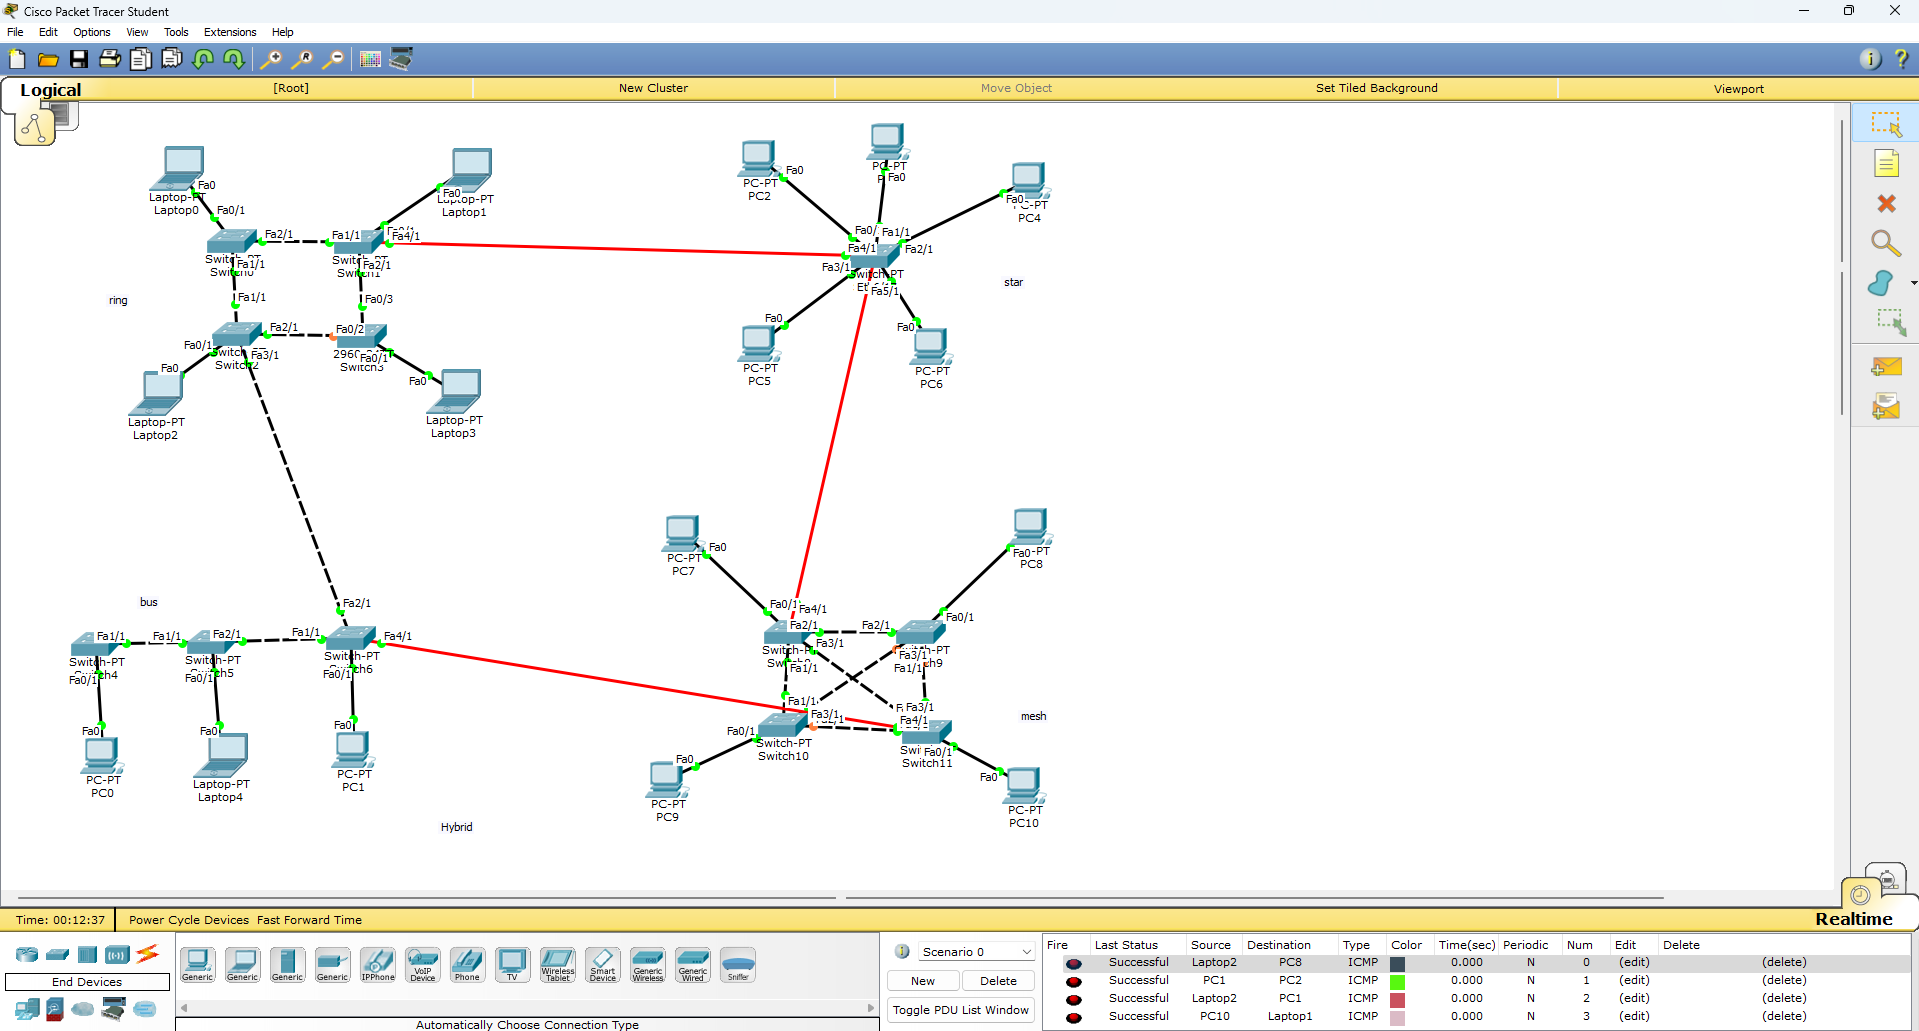 Cisco Packet Tracer Student
File Edit Options View Tools Extensions Help
Logical [Root] New Cluster Move Object Set Tiled Background Viewport
Fa0
Laptop-PT
Laptop0
Fa0/1
Fa0
Laptop-PT
Laptop1
Fa2/1
Fa1/1
Fa4/1
Fa1/1
Switch0
Fa2/1
Switch1
ring
Fa1/1
Fa0/3
Fa2/1
Fa0/2
Fa0/1
Fa3/1
Switch2
Fa0/1
Switch3
Fa0
Laptop-PT
Laptop2
Fa0
Laptop-PT
Laptop3
Fa0
PC-PT
PC2
PC-PT
Fa0
Fa0
PC-PT
PC4
Fa0/1
Fa1/1
Fa4/1
Fa2/1
Fa3/1
Switch-PT
Fa5/1
star
Fa0
PC-PT
PC5
Fa0
PC-PT
PC6
bus
Fa2/1
Fa1/1
Fa1/1
Fa2/1
Fa1/1
Fa4/1
Switch-PT
Switch4
Fa0/1
Switch-PT
Switch5
Fa0/1
Switch-PT
Switch6
Fa0/1
Fa0
PC-PT
PC0
Fa0
Laptop-PT
Laptop4
Fa0
PC-PT
PC1
Hybrid
Fa0
PC-PT
PC7
Fa0
PC-PT
PC8
Fa0/1
Fa4/1
Fa2/1
Fa2/1
Fa0/1
Fa3/1
Fa1/1
Fa3/1
Fa1/1
Fa1/1
Fa3/1
Fa3/1
Fa4/1
mesh
Fa0/1
Switch-PT
Switch10
Fa0/1
Switch11
Fa0
PC-PT
PC9
Fa0
PC-PT
PC10
Time: 00:12:37 Power Cycle Devices Fast Forward Time Realtime
End Devices
Generic Generic Generic Generic IPPhone VoIP Device Phone TV Wireless Tablet Smart Device Generic Wireless Generic Wired Sniffer
Automatically Choose Connection Type
Scenario 0
New Delete
Toggle PDU List Window
Fire Last Status Source Destination Type Color Time(sec) Periodic Num Edit Delete
Successful Laptop2 PC8 ICMP 0.000 N 0 (edit) (delete)
Successful PC1 PC2 ICMP 0.000 N 1 (edit) (delete)
Successful Laptop2 PC1 ICMP 0.000 N 2 (edit) (delete)
Successful PC10 Laptop1 ICMP 0.000 N 3 (edit) (delete)